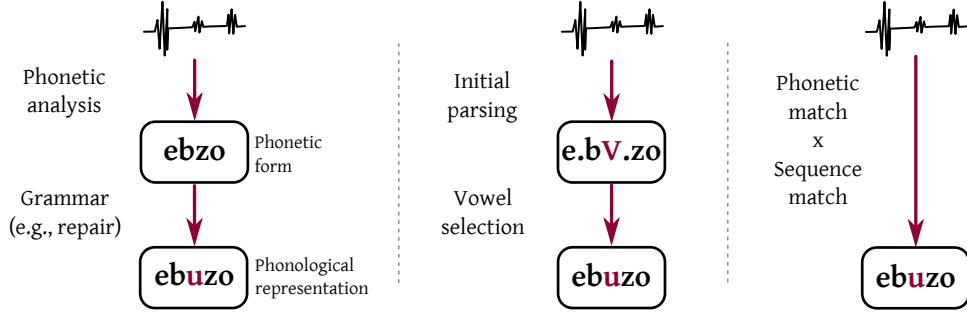 Phonetic
analysis
ebzo
Phonetic
form
Grammar
(e.g., repair)
ebuzo
Phonological
representation
Initial
parsing
e.bV.zo
Vowel
selection
ebuzo
Phonetic
match
x
Sequence
match
ebuzo